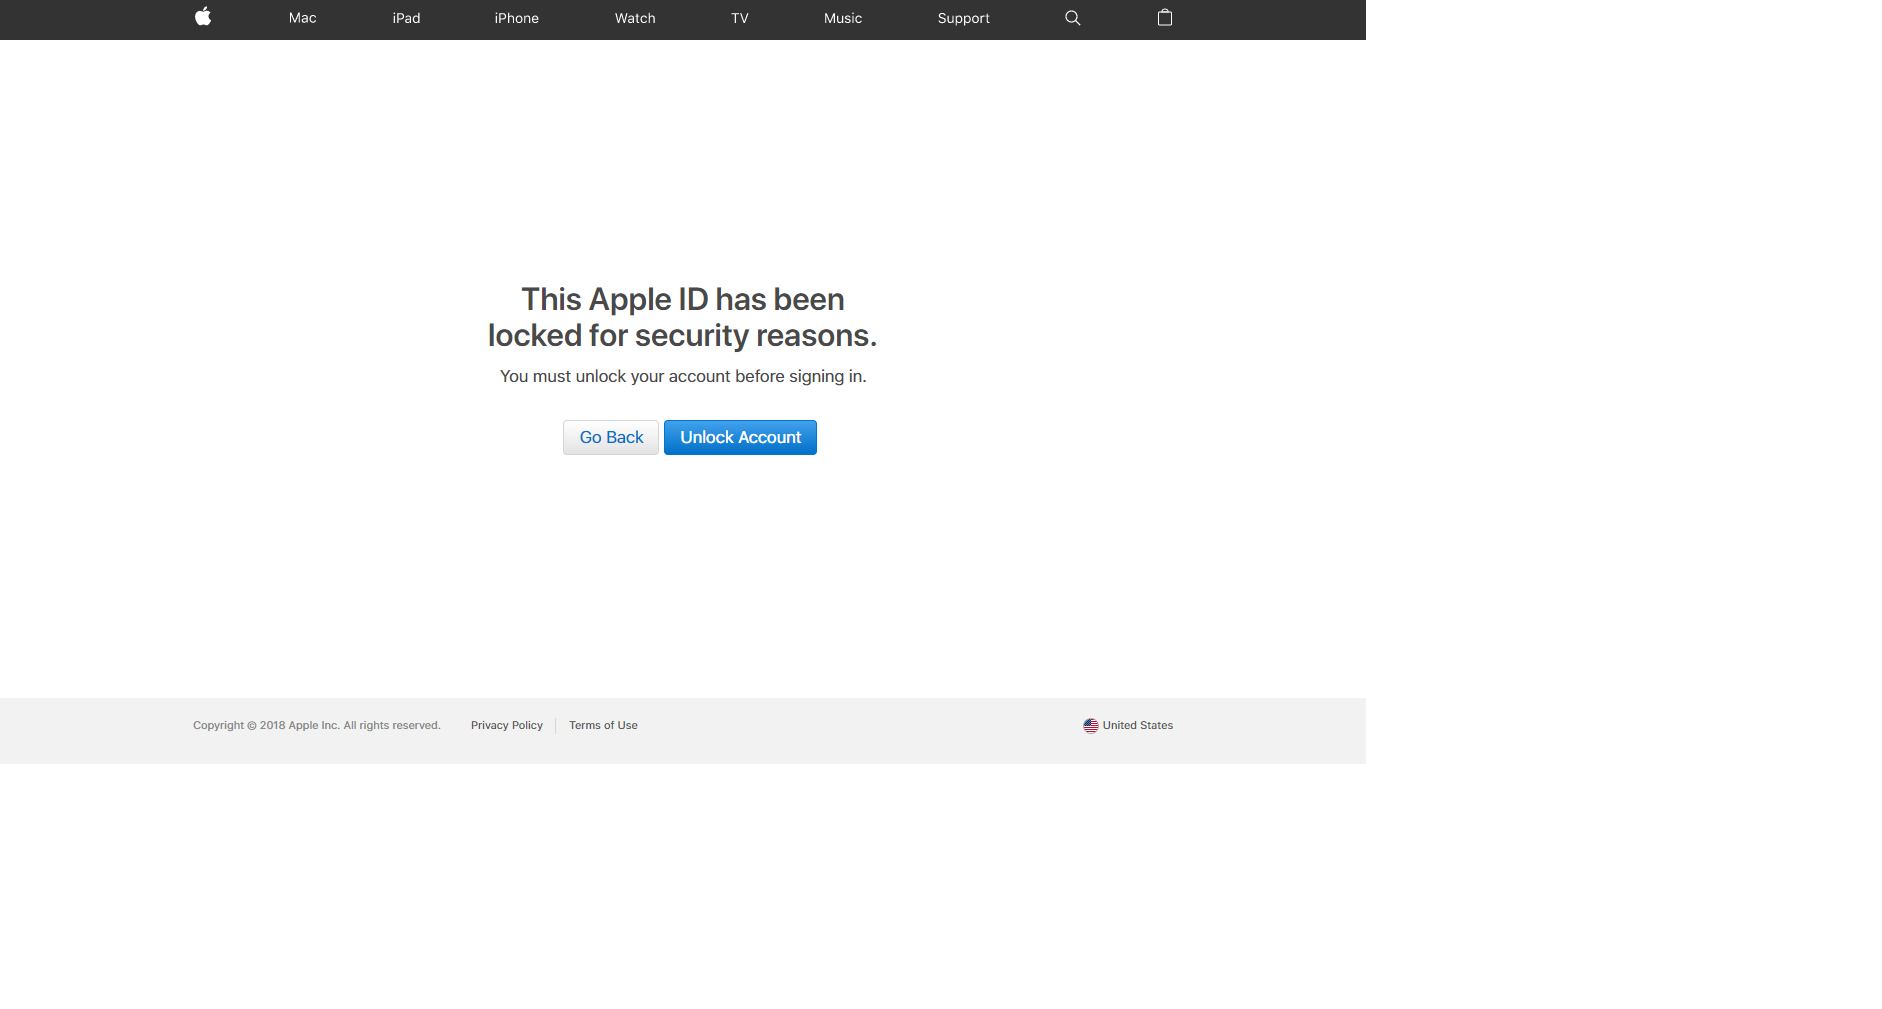 Mac iPad iPhone Watch TV Music Support
This Apple ID has been
locked for security reasons.
You must unlock your account before signing in.
Go Back Unlock Account
Copyright © 2018 Apple Inc. All rights reserved. Privacy Policy Terms of Use United States